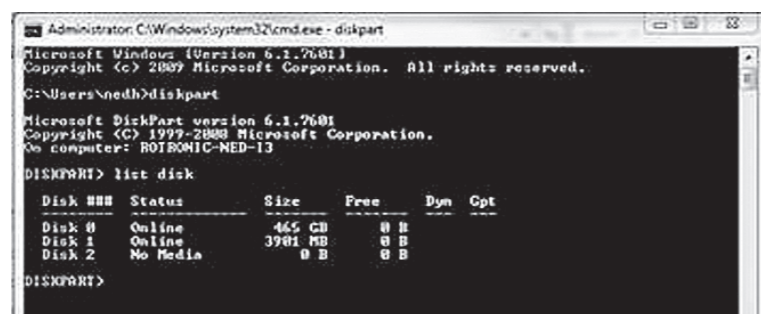 Administrator: C:\Windows\system32\cmd.exe - diskpart
Microsoft Windows [Version 6.1.7601]
Copyright (c) 2009 Microsoft Corporation. All rights reserved.
C:\Users\nedh>diskpart
Microsoft DiskPart version 6.1.7601
Copyright (C) 1999-2008 Microsoft Corporation.
On computer: ROTRONIC-NED-13
DISKPART> list disk
Disk ### Status Size Free Dyn Gpt
Disk 0 Online 465 GB 0 B
Disk 1 Online 3901 MB 0 B
Disk 2 No Media 0 B 0 B
DISKPART>